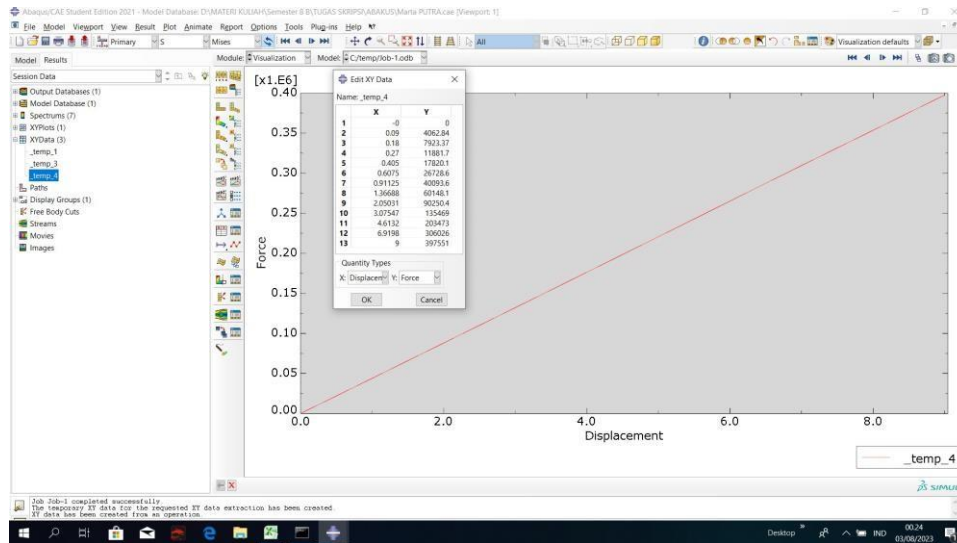 Abaqus/CAE Student Edition 2021 - Model Database: D:\MATERI KULIAH\Semester 8 B\TUGAS SKRIPSI\ABAKUS\Marta PUTRA.cae [Viewport: 1]
File Model Viewport View Result Plot Animate Report Options Tools Plug-ins Help
Primary S Mises All Visualization defaults
Model Results Module: Visualization Model: C:/temp/Job-1.odb
Session Data
Output Databases (1)
Model Database (1)
Spectrums (7)
XYPlots (1)
XYData (3)
_temp_1
_temp_3
_temp_4
Paths
Display Groups (1)
Free Body Cuts
Streams
Movies
Images
[x1.E6]
0.40
0.35
0.30
0.25
0.20
0.15
0.10
0.05
0.00
Force
0.0 2.0 4.0 6.0 8.0
Displacement
_temp_4
Edit XY Data
Name: _temp_4
X Y
1 -0 0
2 0.09 4062.84
3 0.18 7923.37
4 0.27 11881.7
5 0.405 17820.1
6 0.6075 26728.6
7 0.91125 40093.6
8 1.36688 60148.1
9 2.05031 90250.4
10 3.07547 135469
11 4.6132 203473
12 6.9198 306026
13 9 397551
Quantity Types
X: Displacem Y: Force
OK Cancel
Job Job-1 completed successfully.
The temporary XY data for the requested XY data extraction has been created.
XY data has been created from an operation.
Desktop IND 00.24
03/08/2023